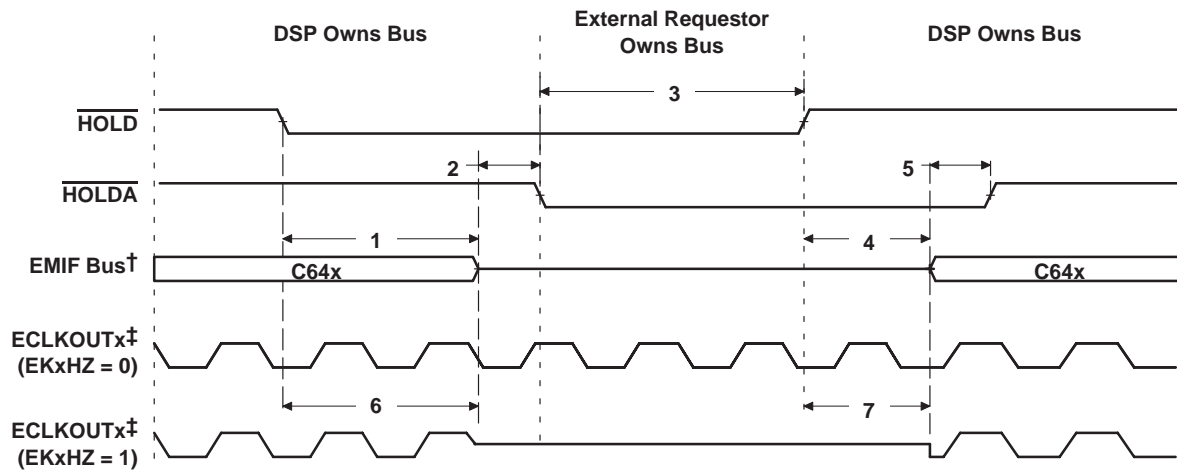 DSP Owns Bus
External Requestor
Owns Bus
DSP Owns Bus
3
HOLD
2
5
HOLDA
1
4
EMIF Bus†
C64x
C64x
ECLKOUTx‡
(EKxHZ = 0)
6
7
ECLKOUTx‡
(EKxHZ = 1)